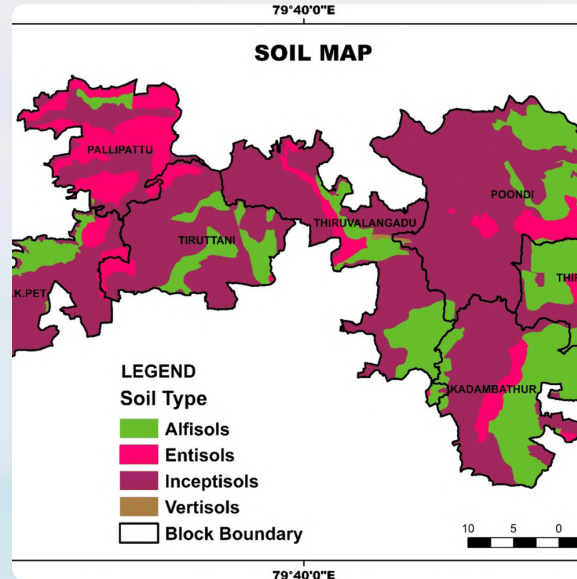 79°40'0"E
SOIL MAP
PALLIPATTU
POONDI
THIRUVALANGADU
TIRUTTANI
THI
.K.PET
KADAMBATHUR
LEGEND
Soil Type
Alfisols
Entisols
Inceptisols
Vertisols
Block Boundary
10 5 0
79°40'0"E